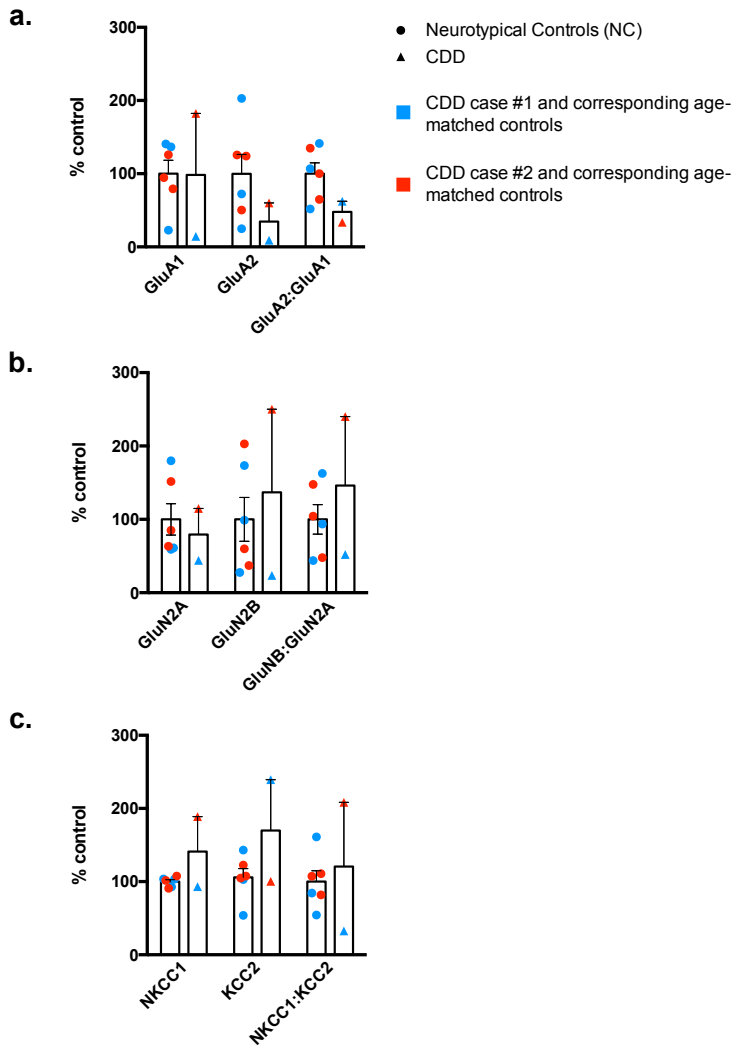 a.
300
200
100
0
% control
GluA1
GluA2
GluA2:GluA1
Neurotypical Controls (NC)
CDD
CDD case #1 and corresponding age-
matched controls
CDD case #2 and corresponding age-
matched controls
b.
300
200
100
0
% control
GluN2A
GluN2B
GluNB:GluN2A
c.
300
200
100
0
% control
NKCC1
KCC2
NKCC1:KCC2